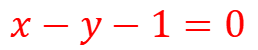 x − y − 1 = 0